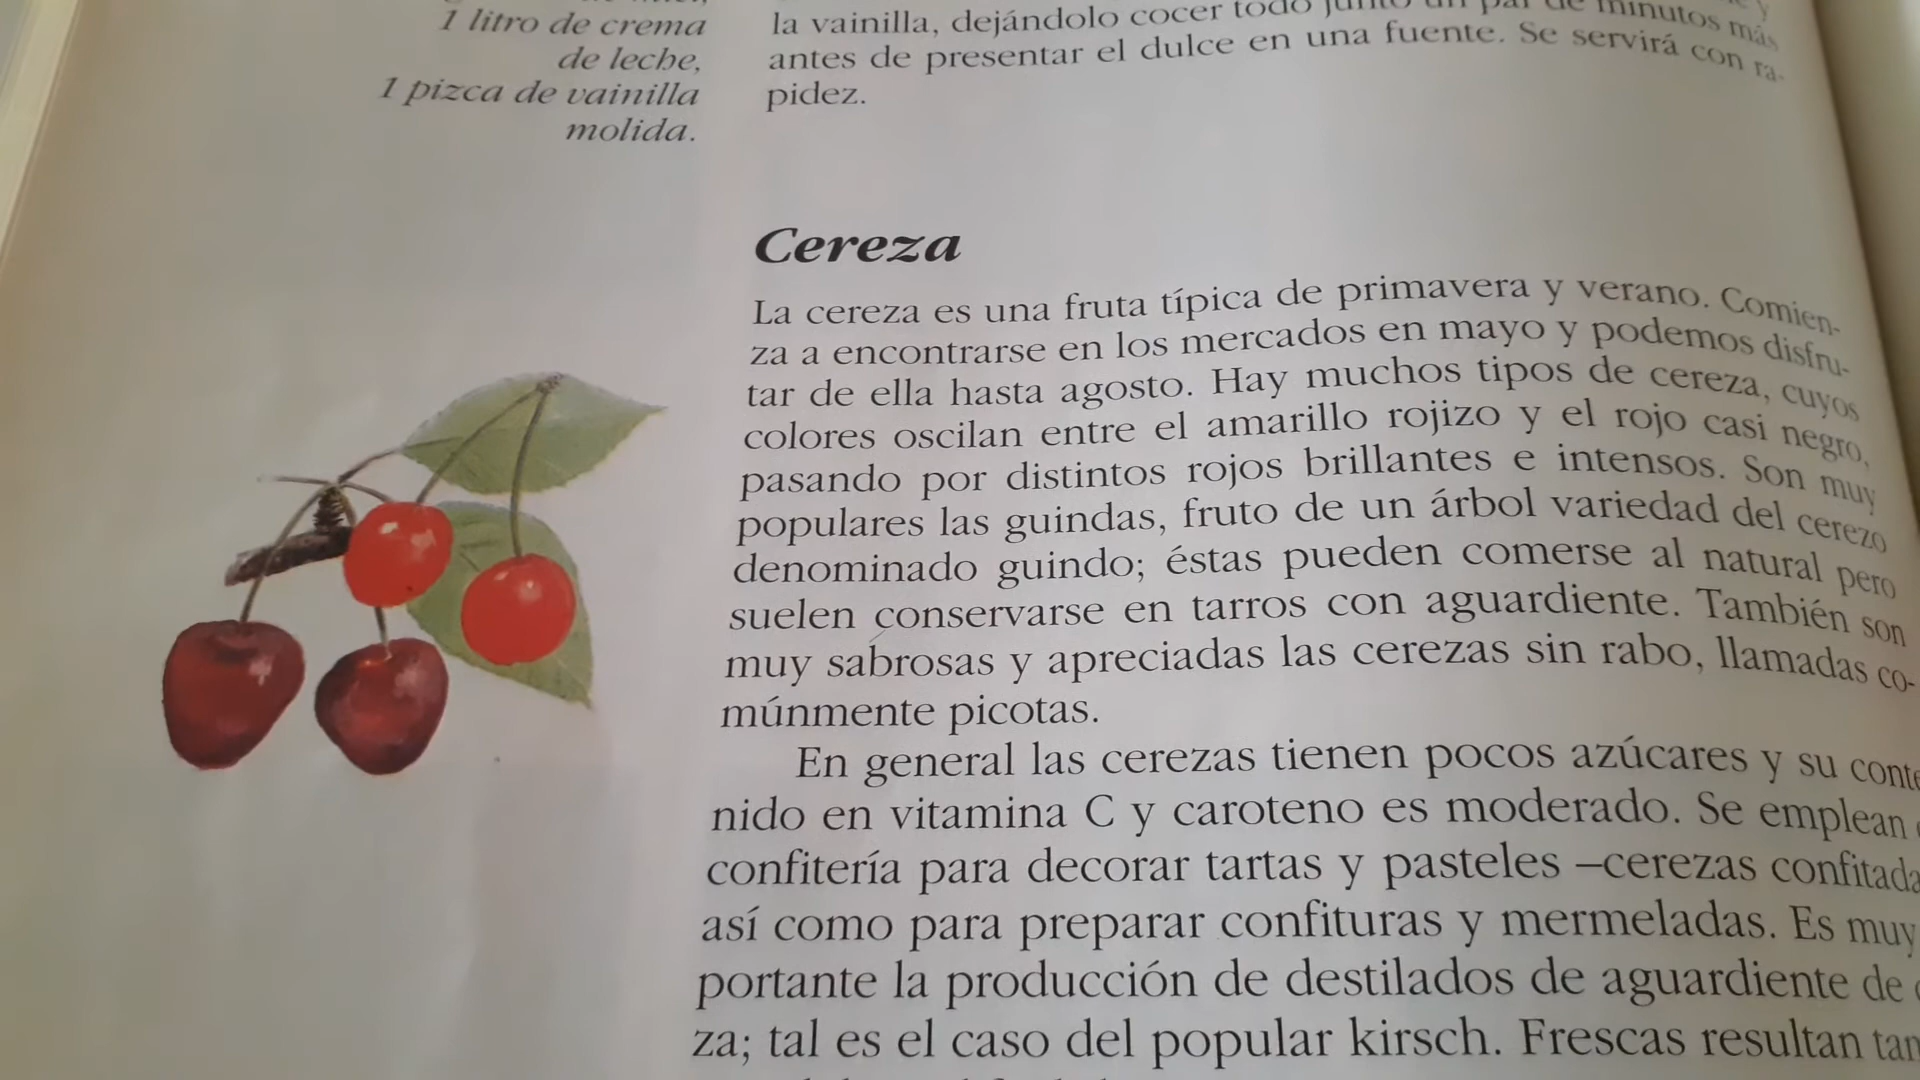 1 litro de crema
de leche,
1 pizca de vainilla
molida.
la vainilla, dejándolo cocer todo junto un par de minutos más
antes de presentar el dulce en una fuente. Se servirá con ra-
pidez.
Cereza
La cereza es una fruta típica de primavera y verano. Comien-
za a encontrarse en los mercados en mayo y podemos disfru-
tar de ella hasta agosto. Hay muchos tipos de cereza, cuyos
colores oscilan entre el amarillo rojizo y el rojo casi negro,
pasando por distintos rojos brillantes e intensos. Son muy
populares las guindas, fruto de un árbol variedad del cerezo
denominado guindo; éstas pueden comerse al natural pero
suelen conservarse en tarros con aguardiente. También son
muy sabrosas y apreciadas las cerezas sin rabo, llamadas co-
múnmente picotas.
En general las cerezas tienen pocos azúcares y su conte
nido en vitamina C y caroteno es moderado. Se emplean
confitería para decorar tartas y pasteles –cerezas confitada
así como para preparar confituras y mermeladas. Es muy
portante la producción de destilados de aguardiente de
za; tal es el caso del popular kirsch. Frescas resultan tan